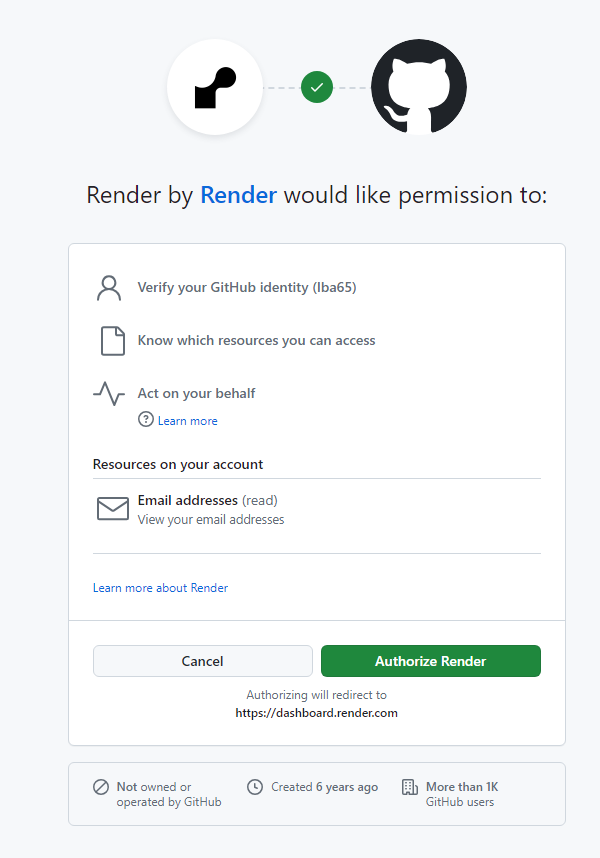 Render by Render would like permission to:
Verify your GitHub identity (lba65)
Know which resources you can access
Act on your behalf
Learn more
Resources on your account
Email addresses (read)
View your email addresses
Learn more about Render
Cancel
Authorize Render
Authorizing will redirect to
https://dashboard.render.com
Not owned or
operated by GitHub
Created 6 years ago
More than 1K
GitHub users